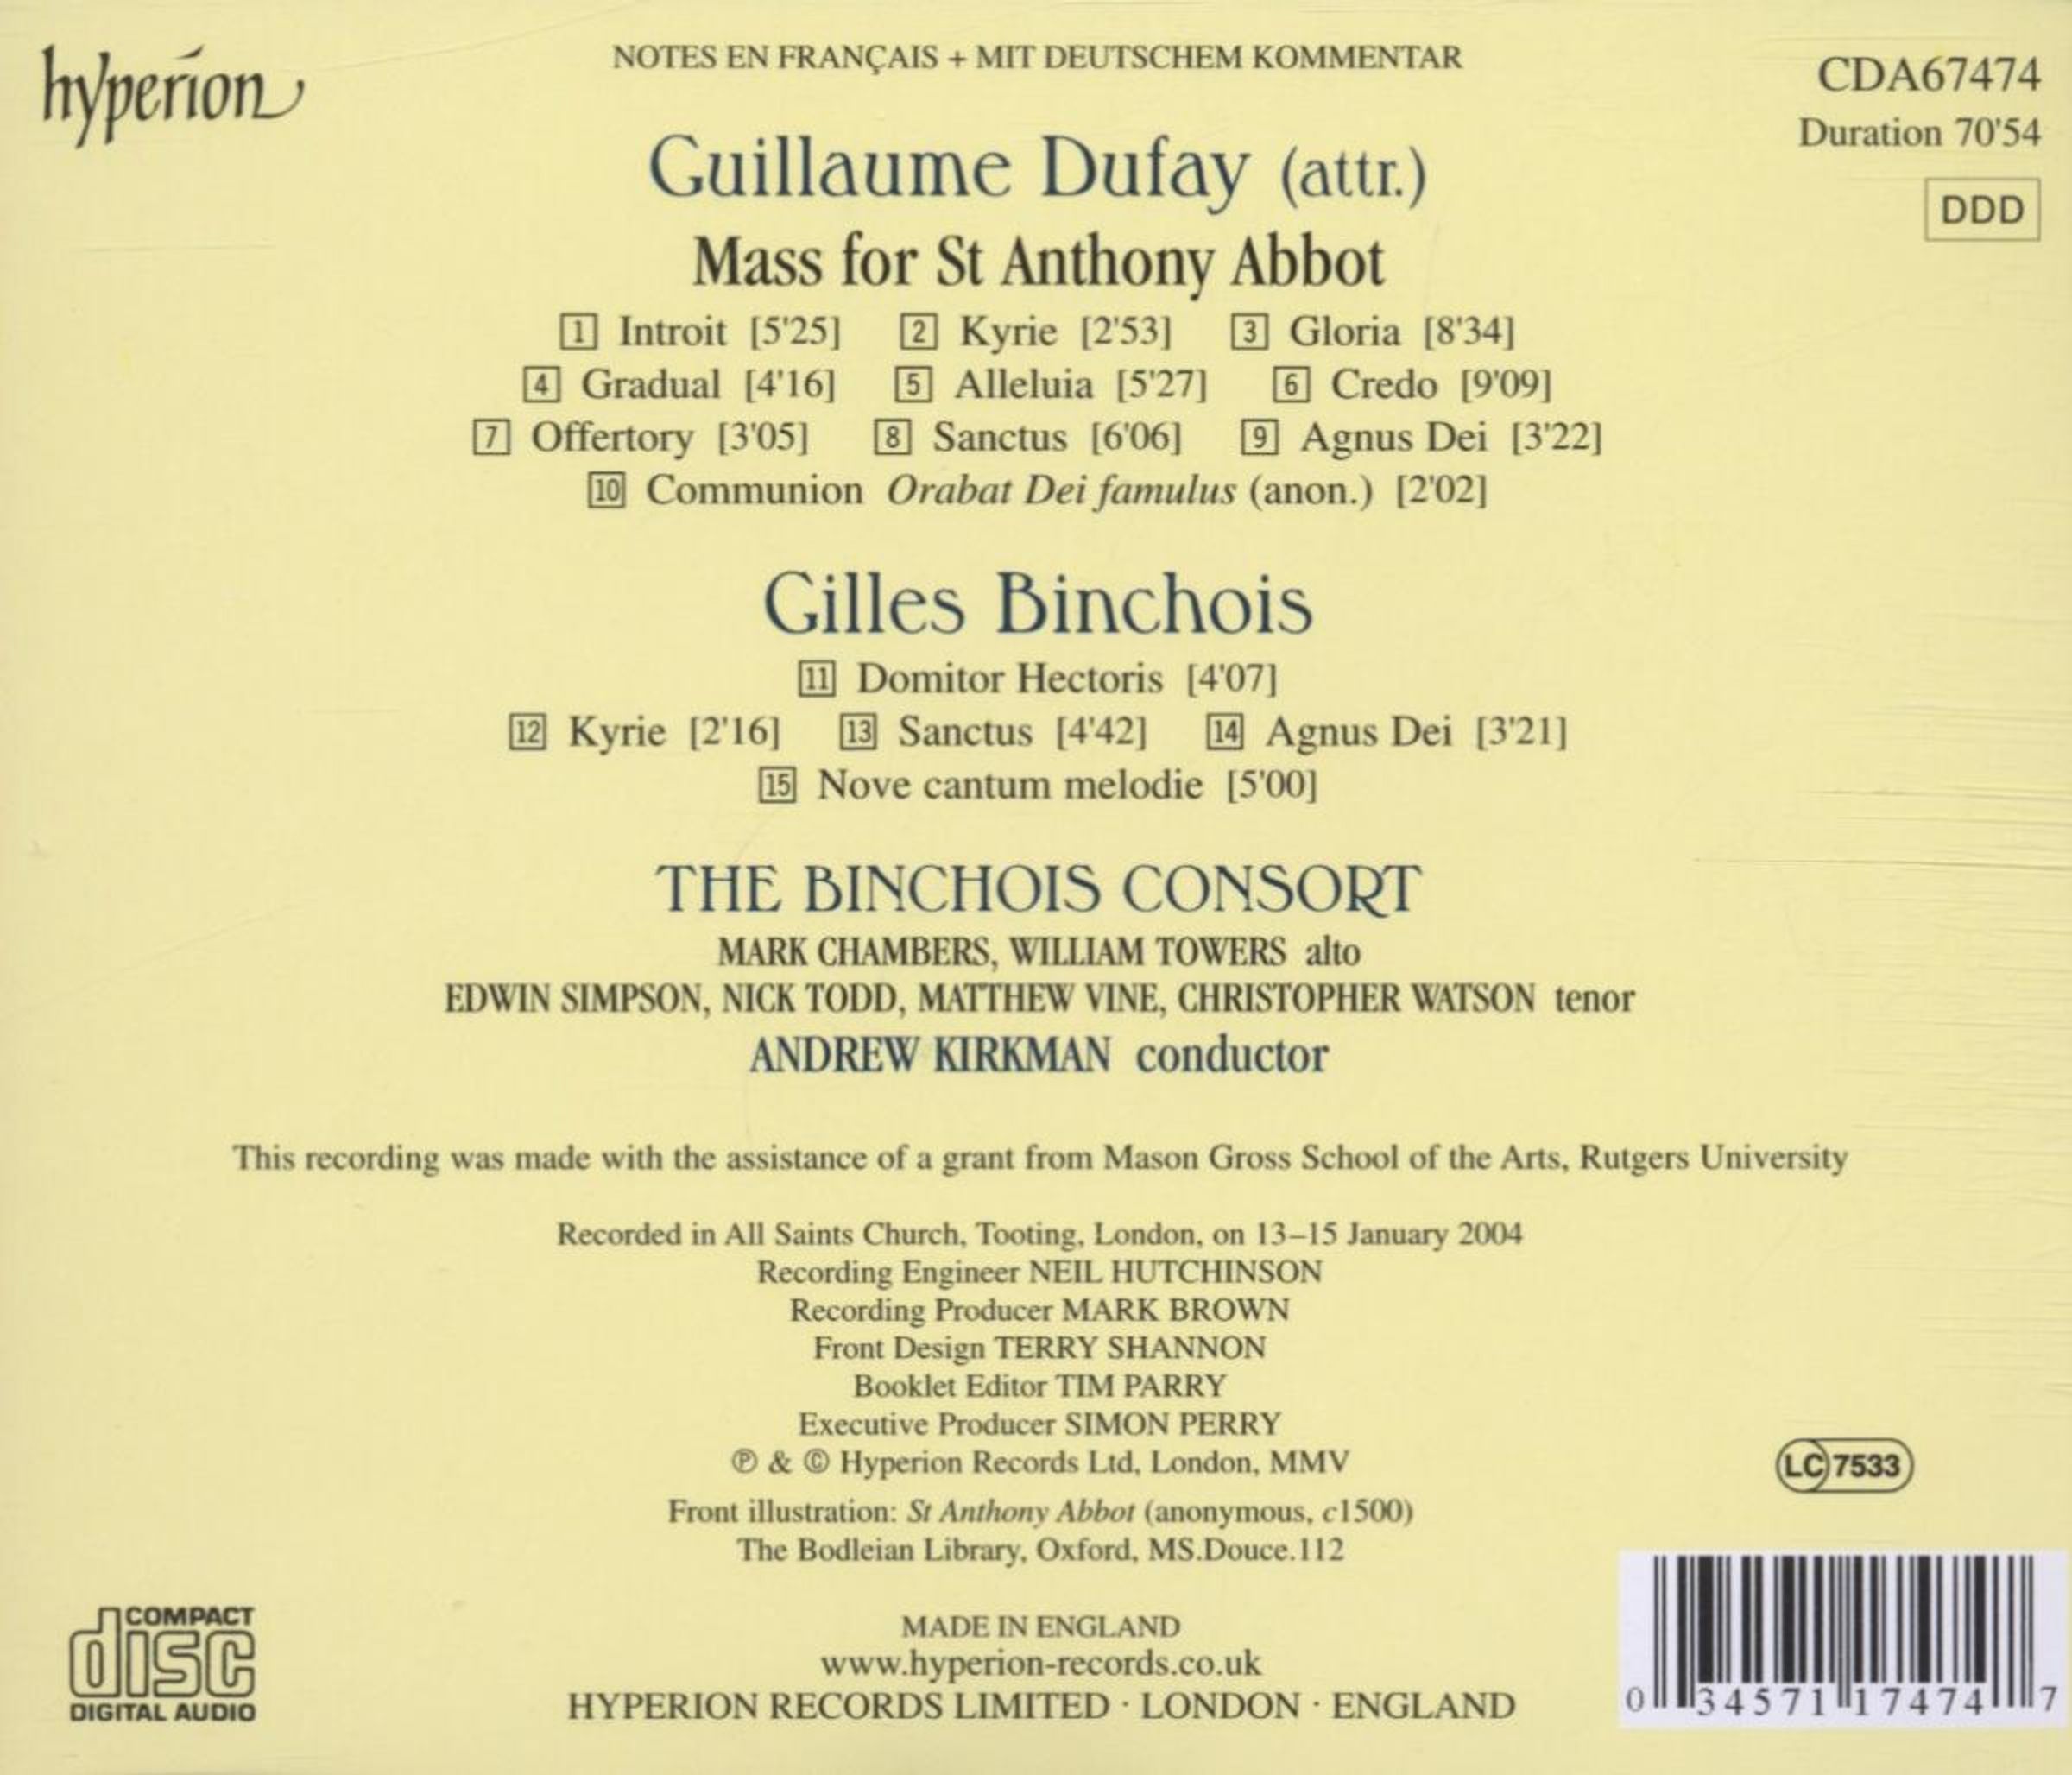 hyperion
NOTES EN FRANÇAIS + MIT DEUTSCHEM KOMMENTAR
CDA67474
Duration 70'54
DDD
Guillaume Dufay (attr.)
Mass for St Anthony Abbot
1 Introit [5'25] 2 Kyrie [2'53] 3 Gloria [8'34]
4 Gradual [4'16] 5 Alleluia [5'27] 6 Credo [9'09]
7 Offertory [3'05] 8 Sanctus [6'06] 9 Agnus Dei [3'22]
10 Communion Orabat Dei famulus (anon.) [2'02]
Gilles Binchois
11 Domitor Hectoris [4'07]
12 Kyrie [2'16] 13 Sanctus [4'42] 14 Agnus Dei [3'21]
15 Nove cantum melodie [5'00]
THE BINCHOIS CONSORT
MARK CHAMBERS, WILLIAM TOWERS alto
EDWIN SIMPSON, NICK TODD, MATTHEW VINE, CHRISTOPHER WATSON tenor
ANDREW KIRKMAN conductor
This recording was made with the assistance of a grant from Mason Gross School of the Arts, Rutgers University
Recorded in All Saints Church, Tooting, London, on 13–15 January 2004
Recording Engineer NEIL HUTCHINSON
Recording Producer MARK BROWN
Front Design TERRY SHANNON
Booklet Editor TIM PARRY
Executive Producer SIMON PERRY
℗ & © Hyperion Records Ltd, London, MMV
Front illustration: St Anthony Abbot (anonymous, c1500)
The Bodleian Library, Oxford, MS.Douce.112
LC 7533
COMPACT
disc
DIGITAL AUDIO
MADE IN ENGLAND
www.hyperion-records.co.uk
HYPERION RECORDS LIMITED · LONDON · ENGLAND
0 34571 17474 7